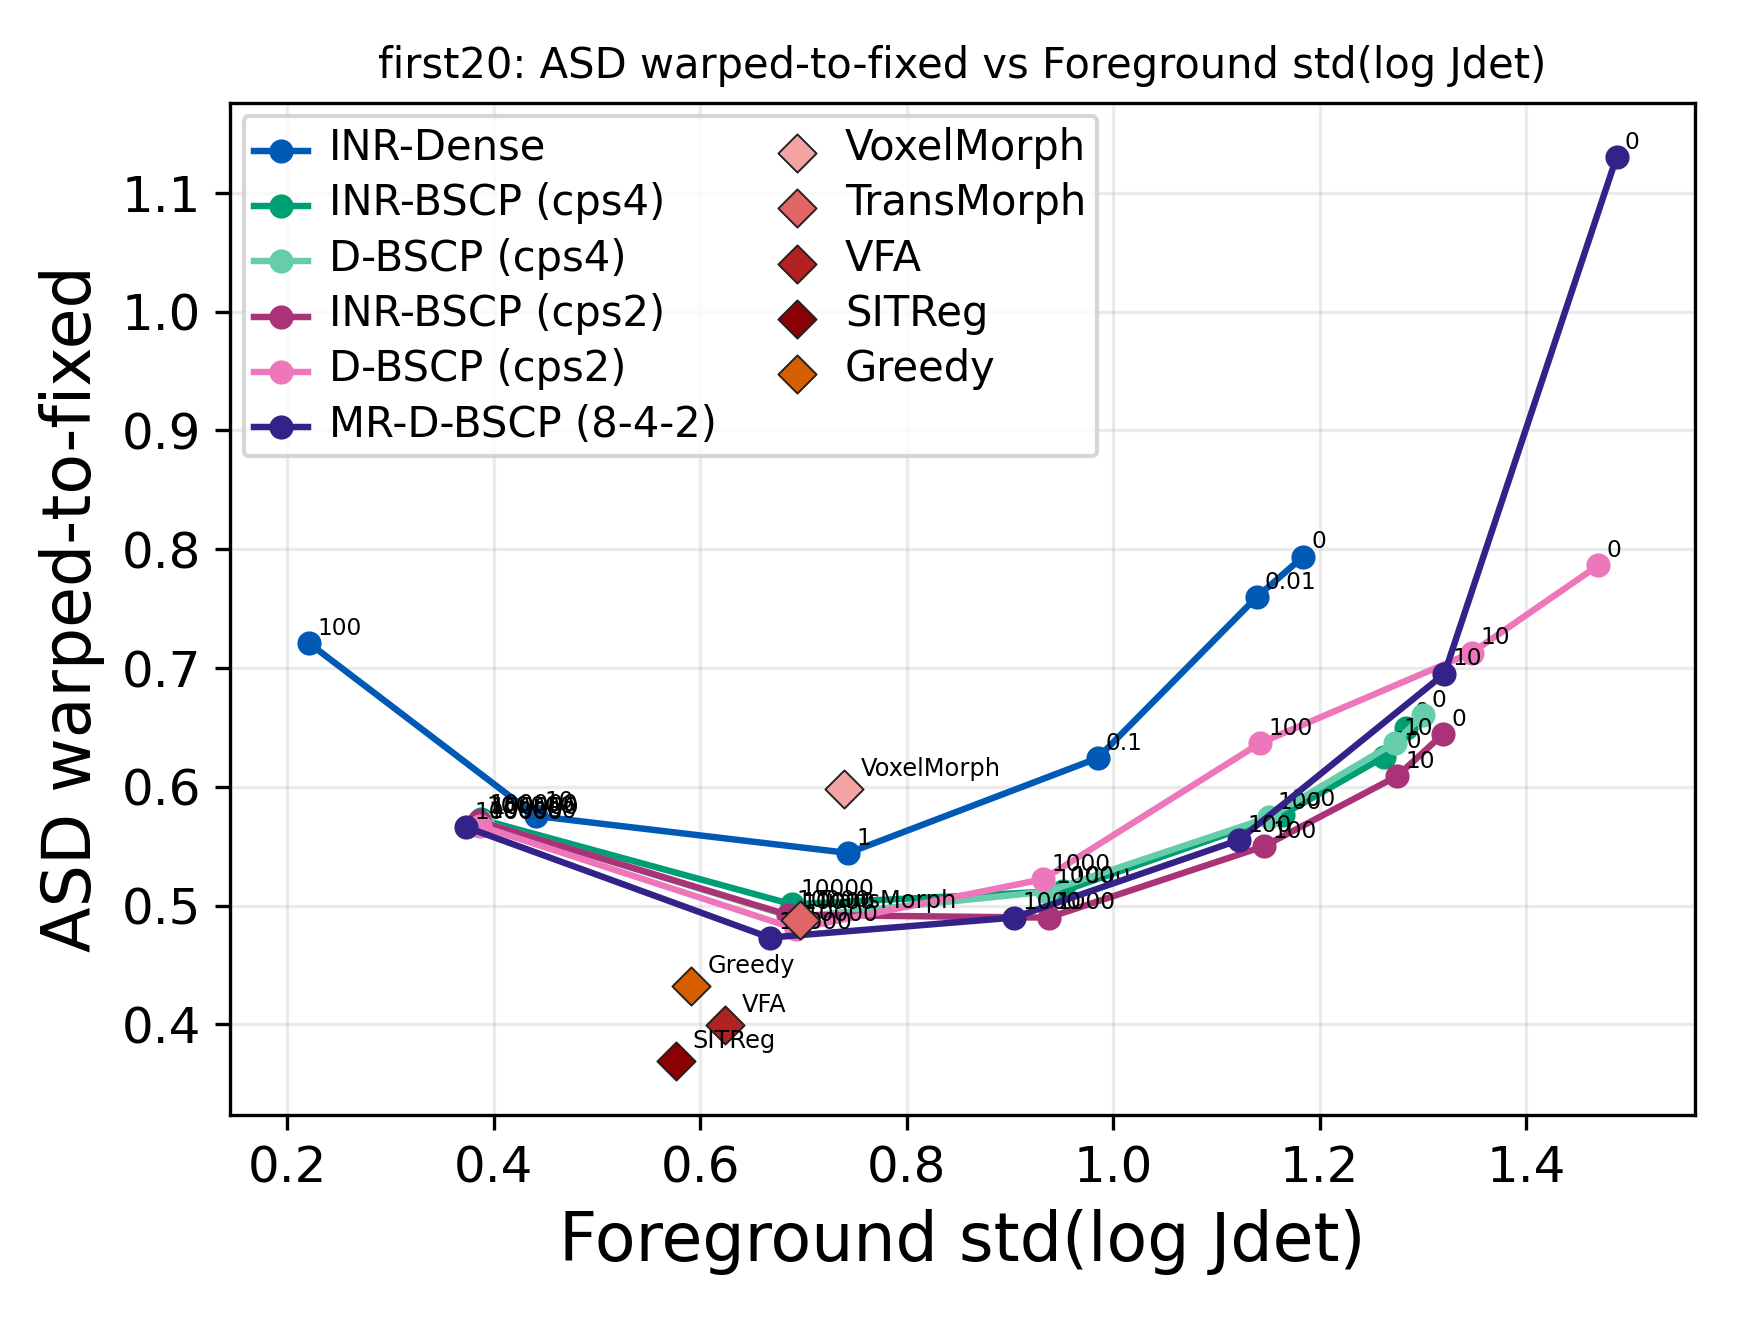 first20: ASD warped-to-fixed vs Foreground std(log Jdet)
INR-Dense
INR-BSCP (cps4)
D-BSCP (cps4)
INR-BSCP (cps2)
D-BSCP (cps2)
MR-D-BSCP (8-4-2)
VoxelMorph
TransMorph
VFA
SITReg
Greedy
ASD warped-to-fixed
1.1
1.0
0.9
0.8
0.7
0.6
0.5
0.4
0
0
0.01
0
100
10
10
0
0
10
10
100
0.1
VoxelMorph
10
1
1000
100
100
1000
1000
1000
10000
10000
Greedy
VFA
SITReg
0.2
0.4
0.6
0.8
1.0
1.2
1.4
Foreground std(log Jdet)